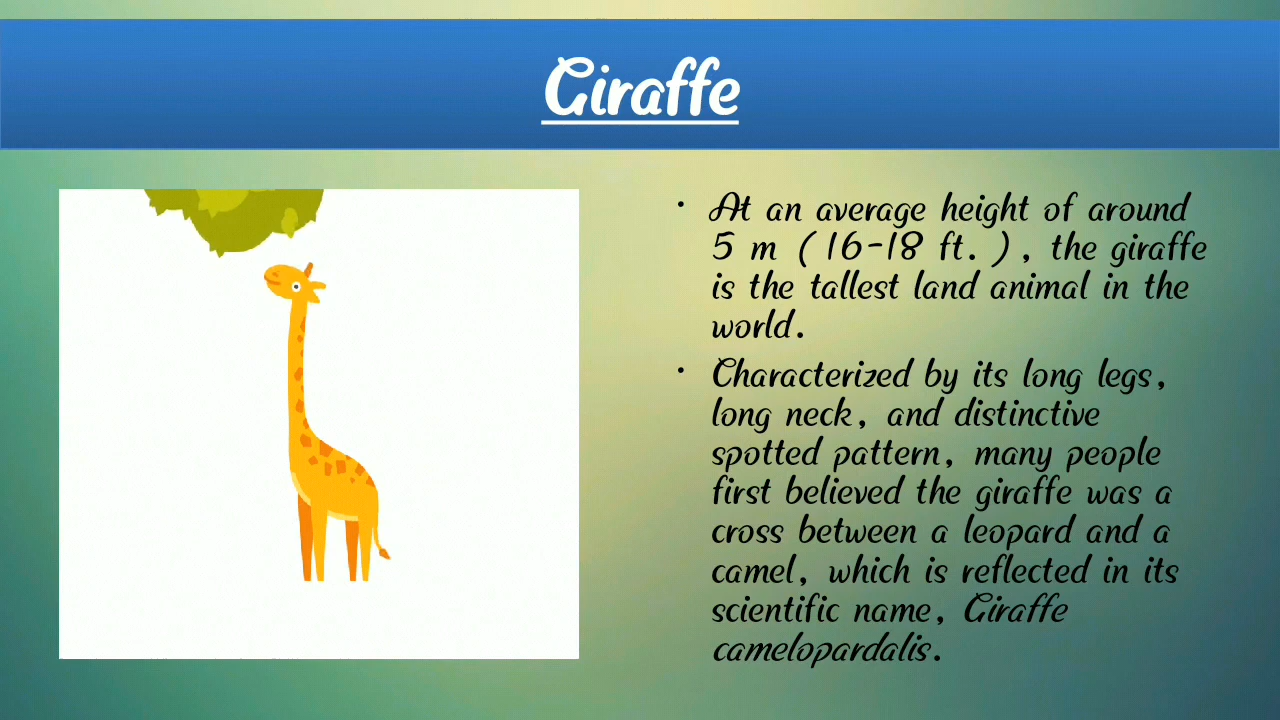 Giraffe
• At an average height of around
5 m (16-18 ft.), the giraffe
is the tallest land animal in the
world.
• Characterized by its long legs,
long neck, and distinctive
spotted pattern, many people
first believed the giraffe was a
cross between a leopard and a
camel, which is reflected in its
scientific name, Giraffe
camelopardalis.